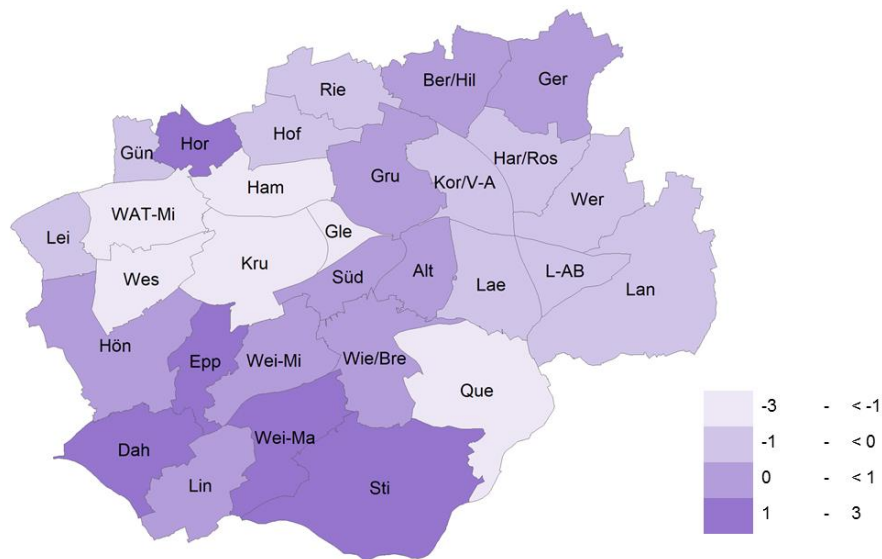 Ber/Hil
Ger
Rie
Hof
Hor
Gün
Har/Ros
Gru
Kor/V-A
Ham
Wer
WAT-Mi
Gle
Lei
Kru
Süd
Alt
L-AB
Wes
Lae
Lan
Hön
Epp
Wei-Mi
Wie/Bre
Que
Wei-Ma
Dah
Lin
Sti
-3 - < -1
-1 - < 0
0 - < 1
1 - 3